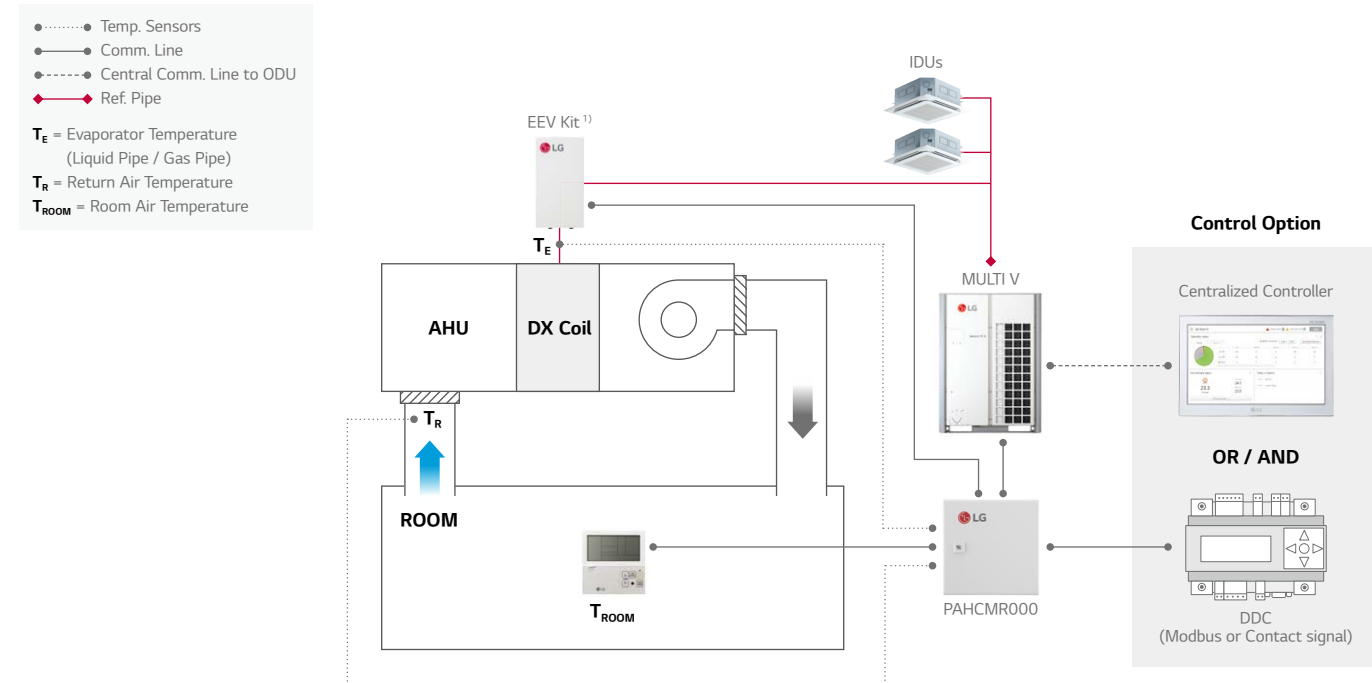 Temp. Sensors
Comm. Line
Central Comm. Line to ODU
Ref. Pipe
TE = Evaporator Temperature
(Liquid Pipe / Gas Pipe)
TR = Return Air Temperature
TROOM = Room Air Temperature
IDUs
EEV Kit 1)
LG
TE
Control Option
MULTI V
LG
Centralized Controller
AHU
DX Coil
TR
OR / AND
ROOM
LG
TROOM
PAHCMR000
DDC
(Modbus or Contact signal)